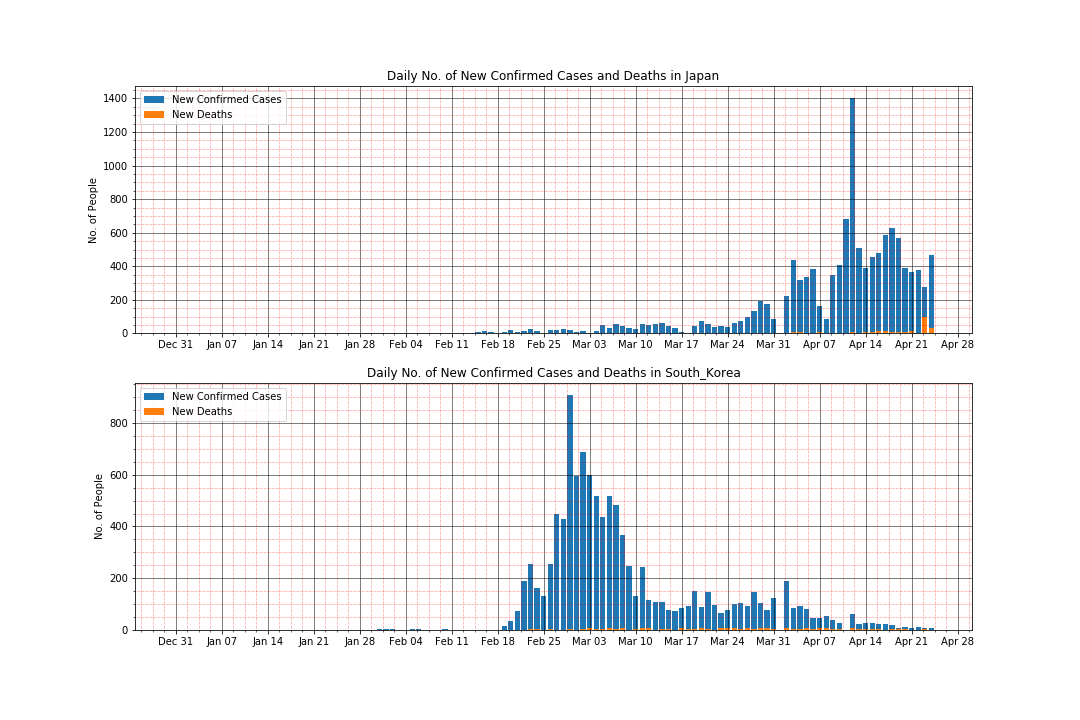 Daily No. of New Confirmed Cases and Deaths in Japan
New Confirmed Cases
New Deaths
No. of People
1400
1200
1000
800
600
400
200
0
Dec 31 Jan 07 Jan 14 Jan 21 Jan 28 Feb 04 Feb 11 Feb 18 Feb 25 Mar 03 Mar 10 Mar 17 Mar 24 Mar 31 Apr 07 Apr 14 Apr 21 Apr 28
Daily No. of New Confirmed Cases and Deaths in South_Korea
New Confirmed Cases
New Deaths
No. of People
800
600
400
200
0
Dec 31 Jan 07 Jan 14 Jan 21 Jan 28 Feb 04 Feb 11 Feb 18 Feb 25 Mar 03 Mar 10 Mar 17 Mar 24 Mar 31 Apr 07 Apr 14 Apr 21 Apr 28